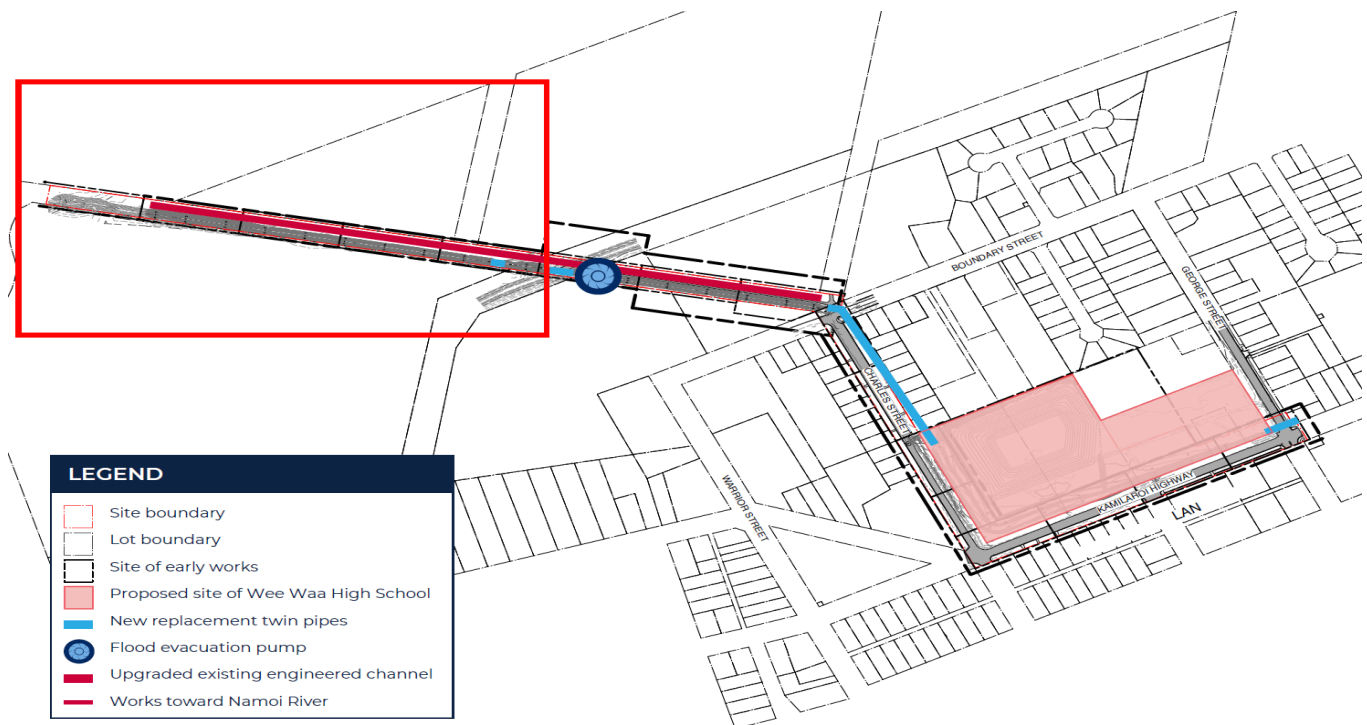 BOUNDARY STREET
GEORGE STREET
CHARLES STREET
WARRIOR STREET
KAMILAROI HIGHWAY
LAN
LEGEND
Site boundary
Lot boundary
Site of early works
Proposed site of Wee Waa High School
New replacement twin pipes
Flood evacuation pump
Upgraded existing engineered channel
Works toward Namoi River